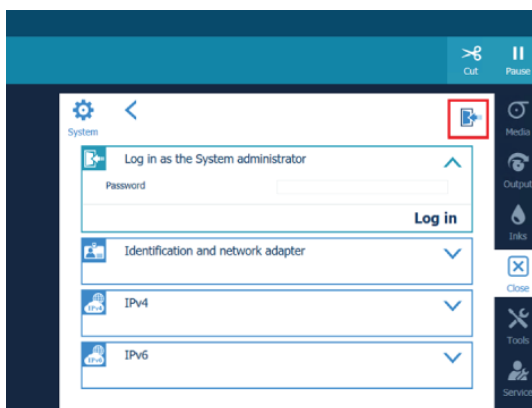 Cut
Pause
System
Media
Log in as the System administrator
Password
Output
Log in
Inks
Identification and network adapter
Close
IPv4
IPv4
Tools
IPv6
IPv6
Service